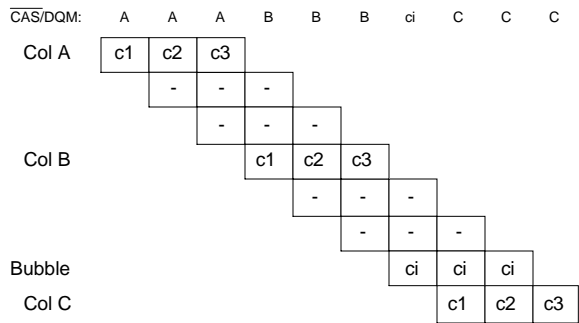 CAS/DQM: A A A B B B ci C C C
Col A c1 c2 c3
- - -
- - -
Col B c1 c2 c3
- - -
- - -
Bubble ci ci ci
Col C c1 c2 c3